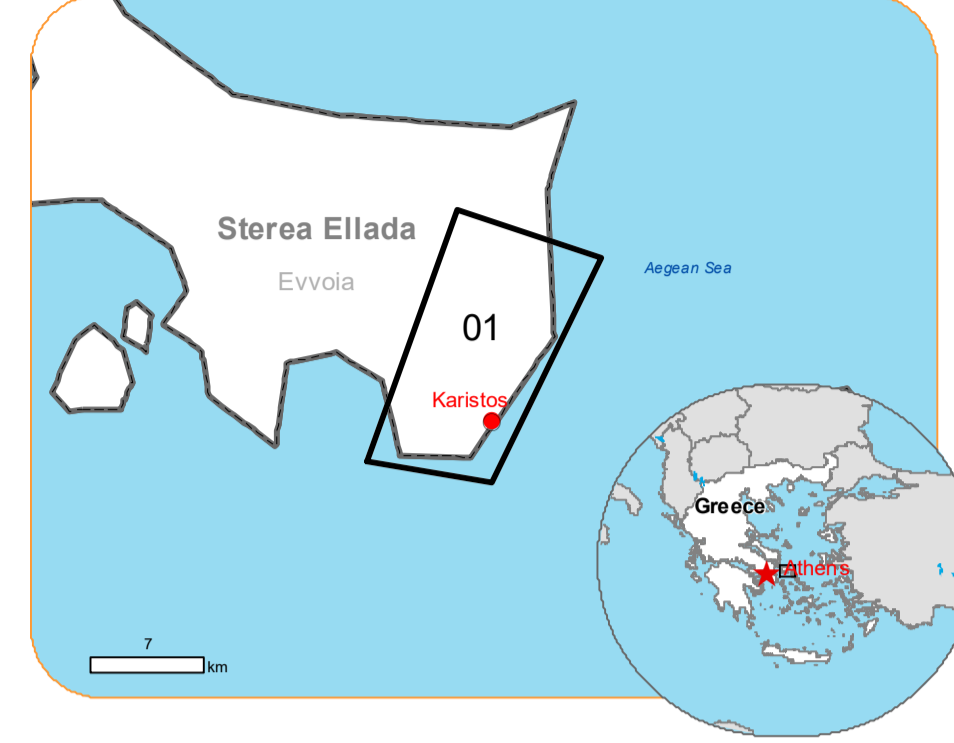 Sterea Ellada
Evvoia
Aegean Sea
01
Karistos
Greece
Athens
7
km